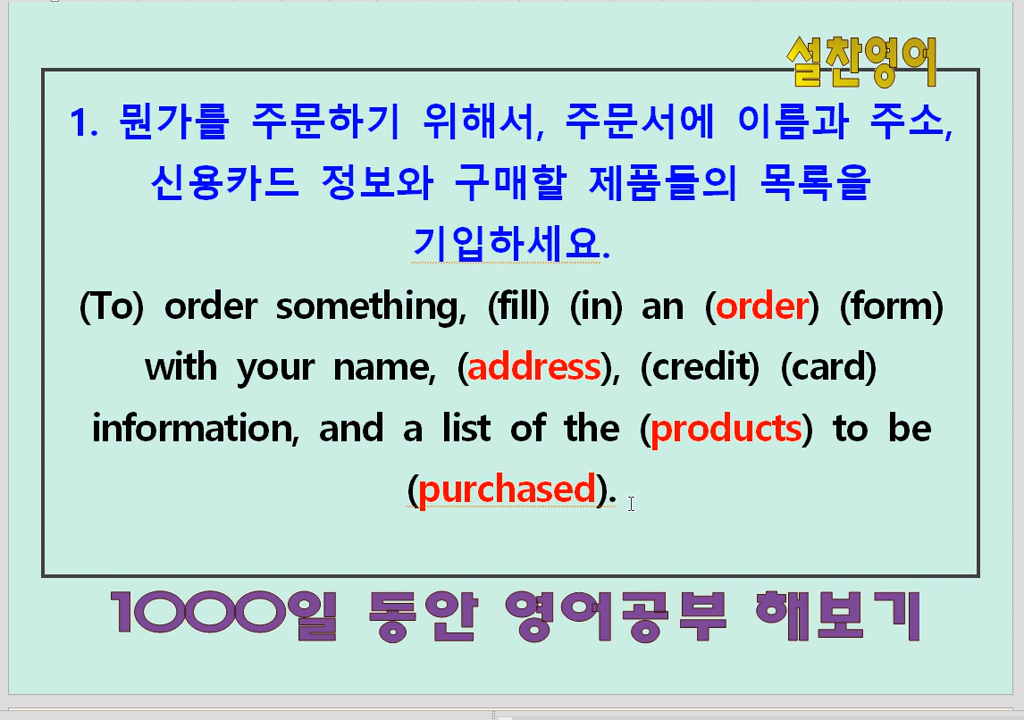 설찬영어
1. 뭔가를 주문하기 위해서, 주문서에 이름과 주소,
신용카드 정보와 구매할 제품들의 목록을
기입하세요.
(To) order something, (fill) (in) an (order) (form)
with your name, (address), (credit) (card)
information, and a list of the (products) to be
(purchased).
1000일 동안 영어공부 해보기